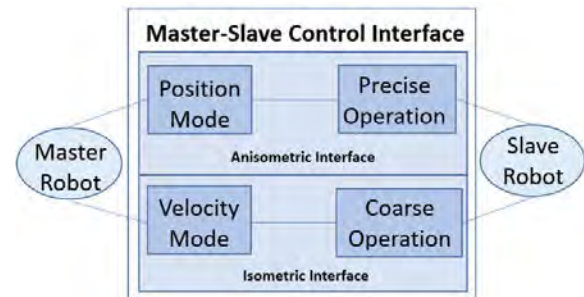 Master-Slave Control Interface
Position
Mode
Precise
Operation
Anisometric Interface
Master
Robot
Slave
Robot
Velocity
Mode
Coarse
Operation
Isometric Interface